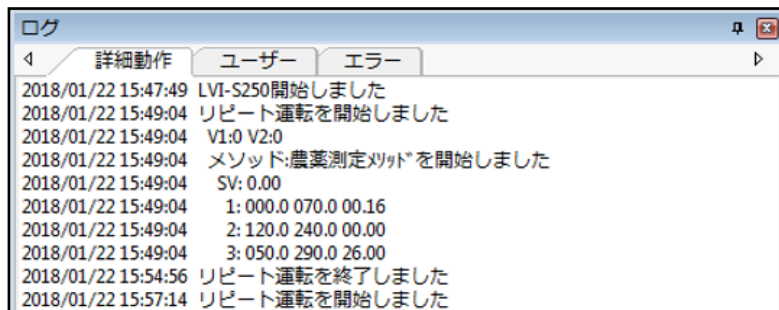 ログ
詳細動作 ユーザー エラー
2018/01/22 15:47:49 LVI-S250開始しました
2018/01/22 15:49:04 リピート運転を開始しました
2018/01/22 15:49:04 V1:0 V2:0
2018/01/22 15:49:04 メソッド:農薬測定ﾒｿｯﾄﾞを開始しました
2018/01/22 15:49:04 SV: 0.00
2018/01/22 15:49:04 1: 000.0 070.0 00.16
2018/01/22 15:49:04 2: 120.0 240.0 00.00
2018/01/22 15:49:04 3: 050.0 290.0 26.00
2018/01/22 15:54:56 リピート運転を終了しました
2018/01/22 15:57:14 リピート運転を開始しました